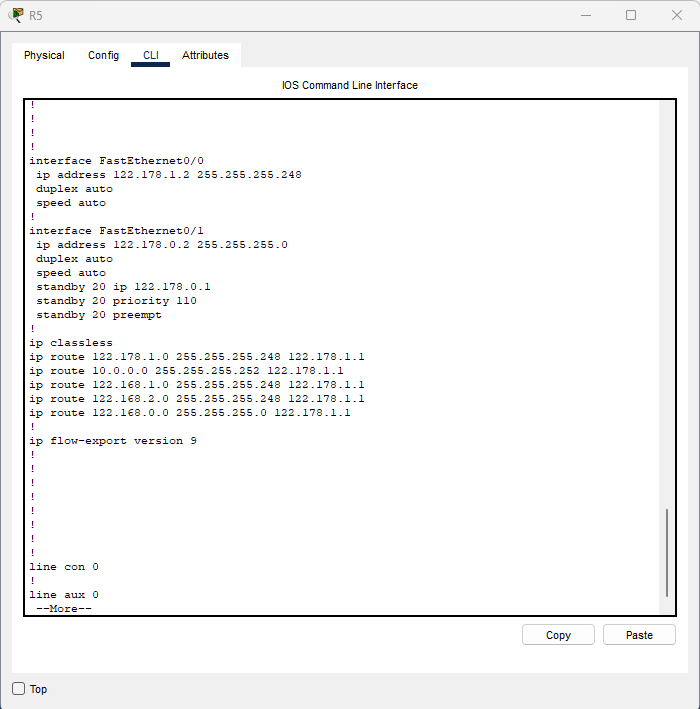 R5
Physical Config CLI Attributes
IOS Command Line Interface
!
!
!
!
interface FastEthernet0/0
 ip address 122.178.1.2 255.255.255.248
 duplex auto
 speed auto
!
interface FastEthernet0/1
 ip address 122.178.0.2 255.255.255.0
 duplex auto
 speed auto
 standby 20 ip 122.178.0.1
 standby 20 priority 110
 standby 20 preempt
!
ip classless
ip route 122.178.1.0 255.255.255.248 122.178.1.1
ip route 10.0.0.0 255.255.255.252 122.178.1.1
ip route 122.168.1.0 255.255.255.248 122.178.1.1
ip route 122.168.2.0 255.255.255.248 122.178.1.1
ip route 122.168.0.0 255.255.255.0 122.178.1.1
!
ip flow-export version 9
!
!
!
!
!
!
!
!
line con 0
!
line aux 0
 --More--
Copy Paste
Top